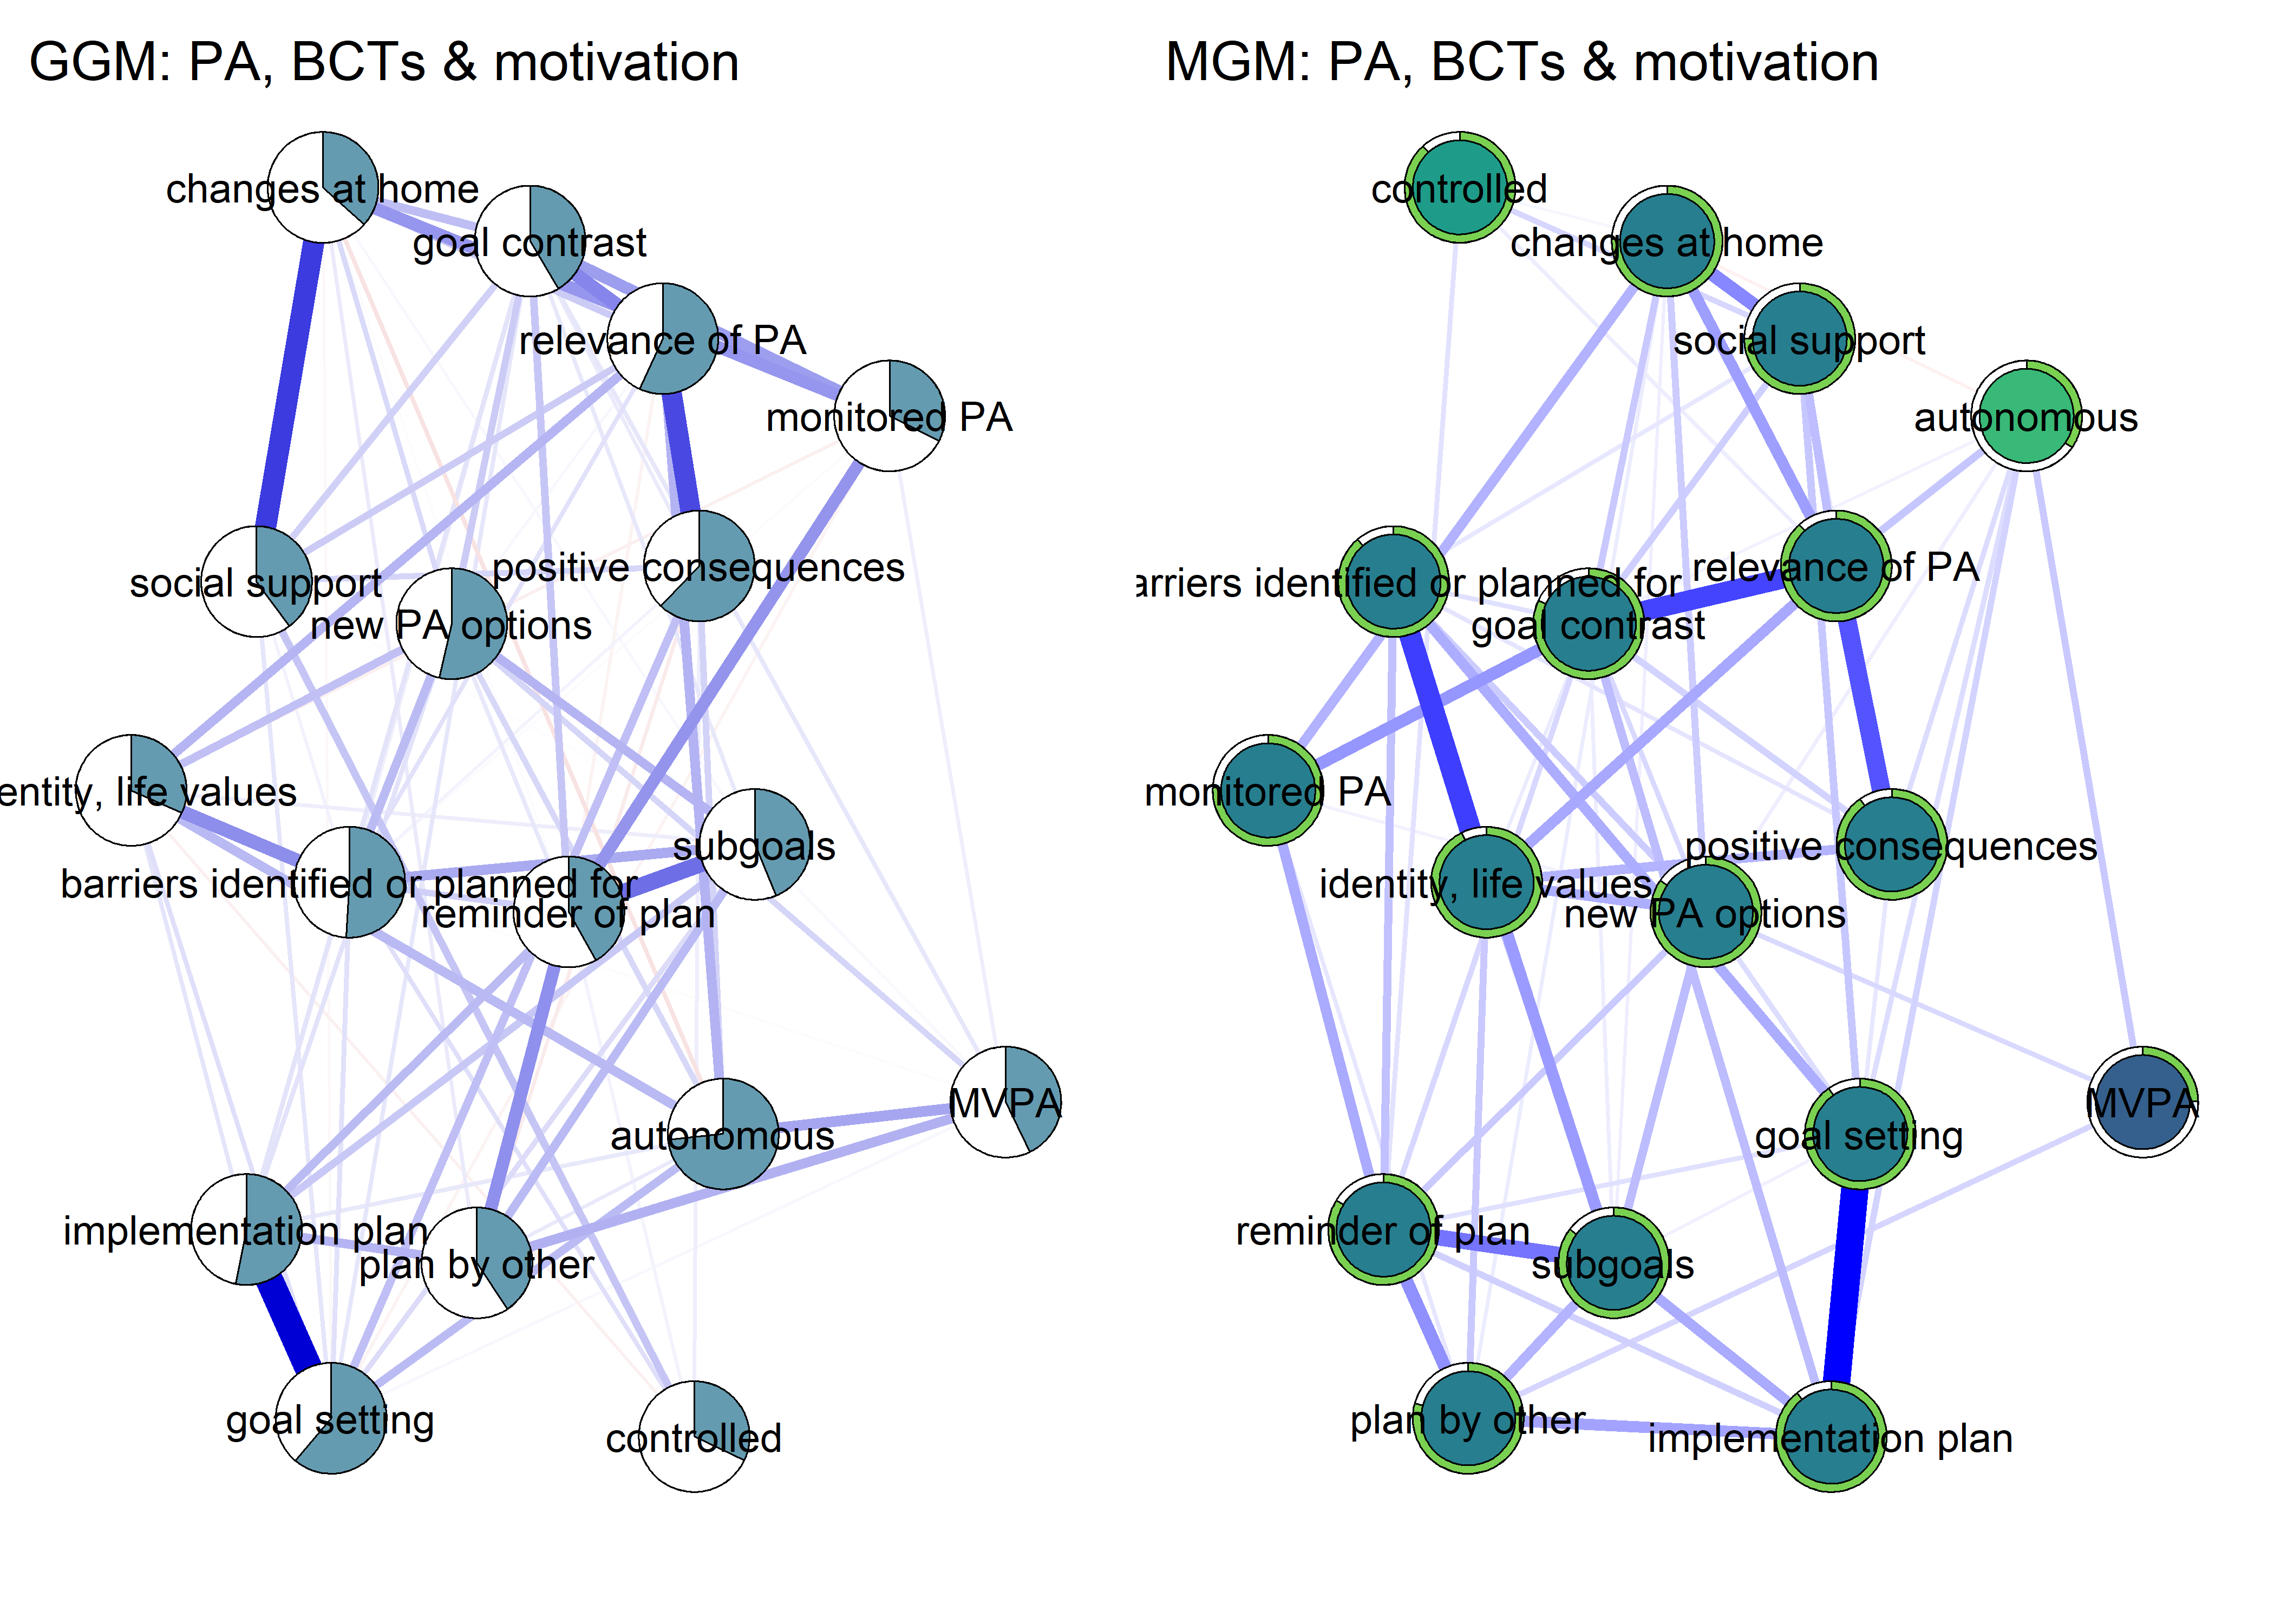 GGM: PA, BCTs & motivation
changes at home
goal contrast
relevance of PA
monitored PA
social support
positive consequences
new PA options
entity, life values
subgoals
barriers identified or planned for
reminder of plan
MVPA
autonomous
implementation plan
plan by other
goal setting
controlled
MGM: PA, BCTs & motivation
controlled
changes at home
social support
autonomous
arriers identified or planned for
relevance of PA
goal contrast
monitored PA
positive consequences
identity, life values
new PA options
MVPA
goal setting
reminder of plan
subgoals
plan by other
implementation plan